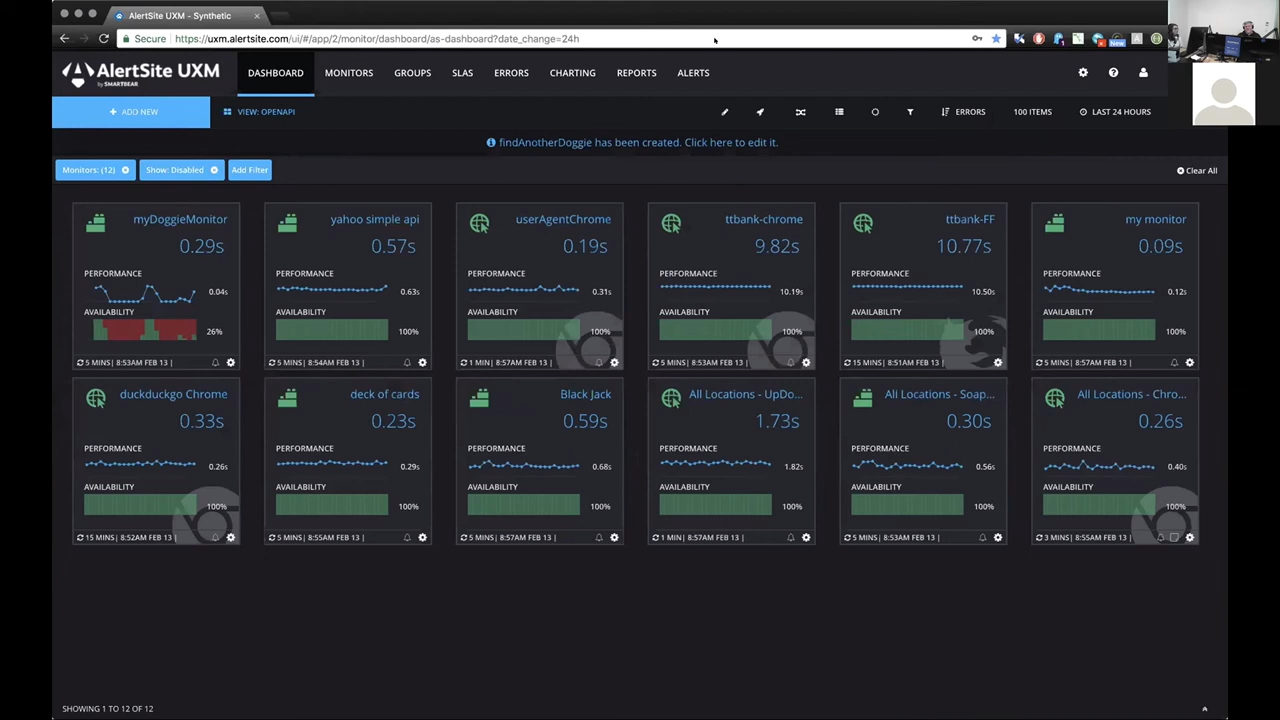 AlertSite UXM - Synthetic
Secure https://uxm.alertsite.com/ui/#/app/2/monitor/dashboard/as-dashboard?date_change=24h
New
AlertSite UXM
by SMARTBEAR
DASHBOARD MONITORS GROUPS SLAS ERRORS CHARTING REPORTS ALERTS
+ ADD NEW VIEW: OPENAPI ERRORS 100 ITEMS LAST 24 HOURS
findAnotherDoggie has been created. Click here to edit it.
Monitors: (12) Show: Disabled Add Filter Clear All
myDoggieMonitor yahoo simple api userAgentChrome ttbank-chrome ttbank-FF my monitor
0.29s 0.57s 0.19s 9.82s 10.77s 0.09s
PERFORMANCE PERFORMANCE PERFORMANCE PERFORMANCE PERFORMANCE PERFORMANCE
0.04s 0.63s 0.31s 10.19s 10.50s 0.12s
AVAILABILITY AVAILABILITY AVAILABILITY AVAILABILITY AVAILABILITY AVAILABILITY
26% 100% 100% 100% 100% 100%
5 MINS| 8:53AM FEB 13 | 5 MINS| 8:54AM FEB 13 | 1 MIN| 8:57AM FEB 13 | 5 MINS| 8:53AM FEB 13 | 15 MINS| 8:51AM FEB 13 | 5 MINS| 8:57AM FEB 13 |
duckduckgo Chrome deck of cards Black Jack All Locations - UpDo... All Locations - Soap... All Locations - Chro...
0.33s 0.23s 0.59s 1.73s 0.30s 0.26s
PERFORMANCE PERFORMANCE PERFORMANCE PERFORMANCE PERFORMANCE PERFORMANCE
0.26s 0.29s 0.68s 1.82s 0.56s 0.40s
AVAILABILITY AVAILABILITY AVAILABILITY AVAILABILITY AVAILABILITY AVAILABILITY
100% 100% 100% 100% 100% 100%
15 MINS| 8:52AM FEB 13 | 5 MINS| 8:55AM FEB 13 | 5 MINS| 8:57AM FEB 13 | 1 MIN| 8:57AM FEB 13 | 5 MINS| 8:53AM FEB 13 | 3 MINS| 8:55AM FEB 13 |
SHOWING 1 TO 12 OF 12